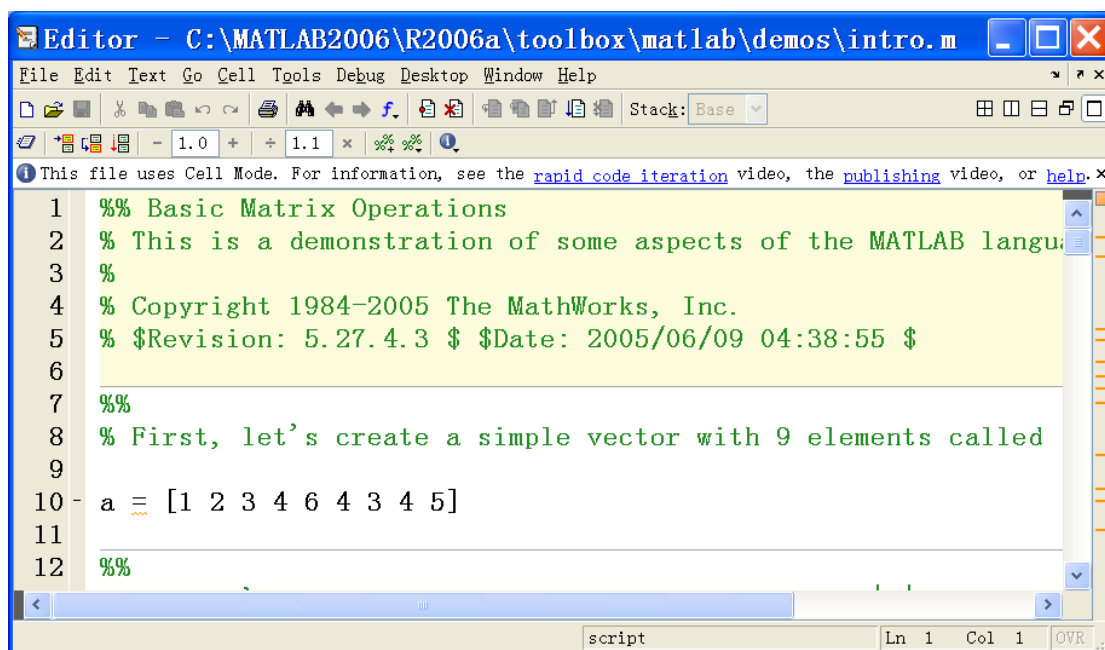 Editor - C:\MATLAB2006\R2006a\toolbox\matlab\demos\intro.m
File Edit Text Go Cell Tools Debug Desktop Window Help
Stack: Base
- 1.0 + ÷ 1.1 ×
This file uses Cell Mode. For information, see the rapid code iteration video, the publishing video, or help.
1 %% Basic Matrix Operations
2 % This is a demonstration of some aspects of the MATLAB langua
3 %
4 % Copyright 1984-2005 The MathWorks, Inc.
5 % $Revision: 5.27.4.3 $ $Date: 2005/06/09 04:38:55 $
6
7 %%
8 % First, let's create a simple vector with 9 elements called
9
10 - a = [1 2 3 4 6 4 3 4 5]
11
12 %%
script Ln 1 Col 1 OVR